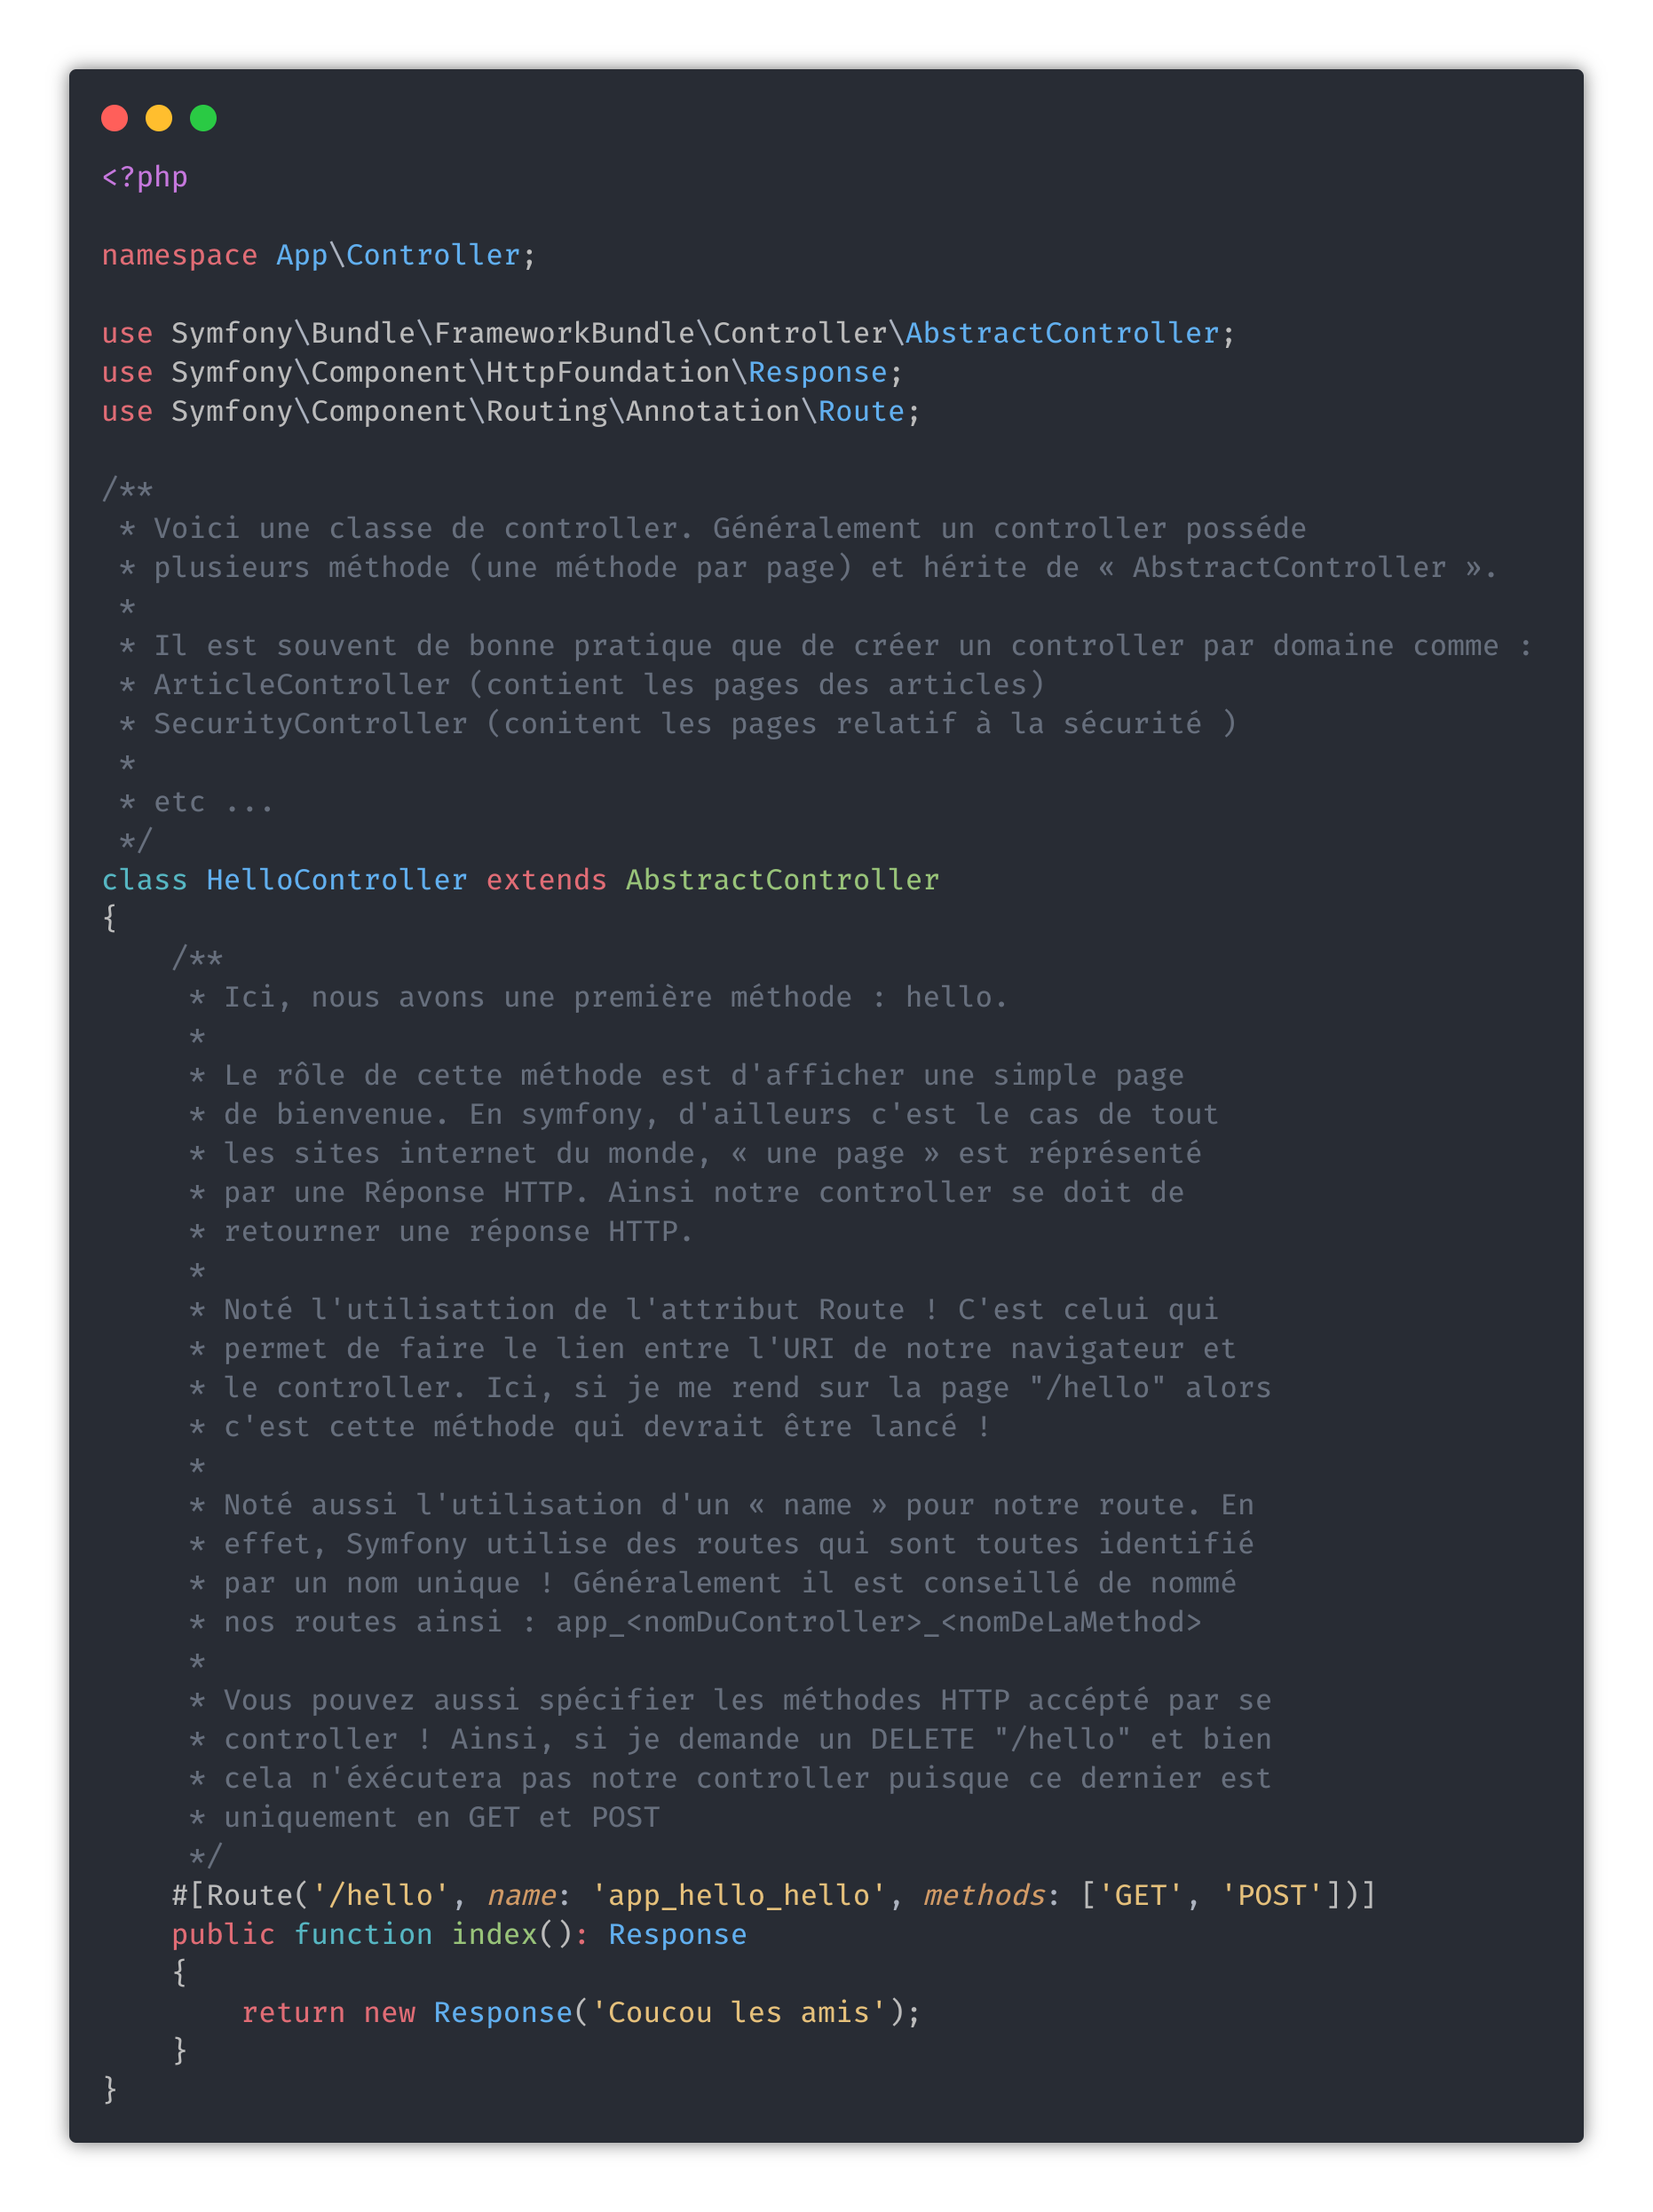 <?php
namespace App\Controller;
use Symfony\Bundle\FrameworkBundle\Controller\AbstractController;
use Symfony\Component\HttpFoundation\Response;
use Symfony\Component\Routing\Annotation\Route;
/**
 * Voici une classe de controller. Généralement un controller posséde
 * plusieurs méthode (une méthode par page) et hérite de « AbstractController ».
 *
 * Il est souvent de bonne pratique que de créer un controller par domaine comme :
 * ArticleController (contient les pages des articles)
 * SecurityController (conitent les pages relatif à la sécurité )
 *
 * etc ...
 */
class HelloController extends AbstractController
{
    /**
     * Ici, nous avons une première méthode : hello.
     *
     * Le rôle de cette méthode est d'afficher une simple page
     * de bienvenue. En symfony, d'ailleurs c'est le cas de tout
     * les sites internet du monde, « une page » est réprésenté
     * par une Réponse HTTP. Ainsi notre controller se doit de
     * retourner une réponse HTTP.
     *
     * Noté l'utilisattion de l'attribut Route ! C'est celui qui
     * permet de faire le lien entre l'URI de notre navigateur et
     * le controller. Ici, si je me rend sur la page "/hello" alors
     * c'est cette méthode qui devrait être lancé !
     *
     * Noté aussi l'utilisation d'un « name » pour notre route. En
     * effet, Symfony utilise des routes qui sont toutes identifié
     * par un nom unique ! Généralement il est conseillé de nommé
     * nos routes ainsi : app_<nomDuController>_<nomDeLaMethod>
     *
     * Vous pouvez aussi spécifier les méthodes HTTP accépté par se
     * controller ! Ainsi, si je demande un DELETE "/hello" et bien
     * cela n'éxécutera pas notre controller puisque ce dernier est
     * uniquement en GET et POST
     */
    #[Route('/hello', name: 'app_hello_hello', methods: ['GET', 'POST'])]
    public function index(): Response
    {
        return new Response('Coucou les amis');
    }
}